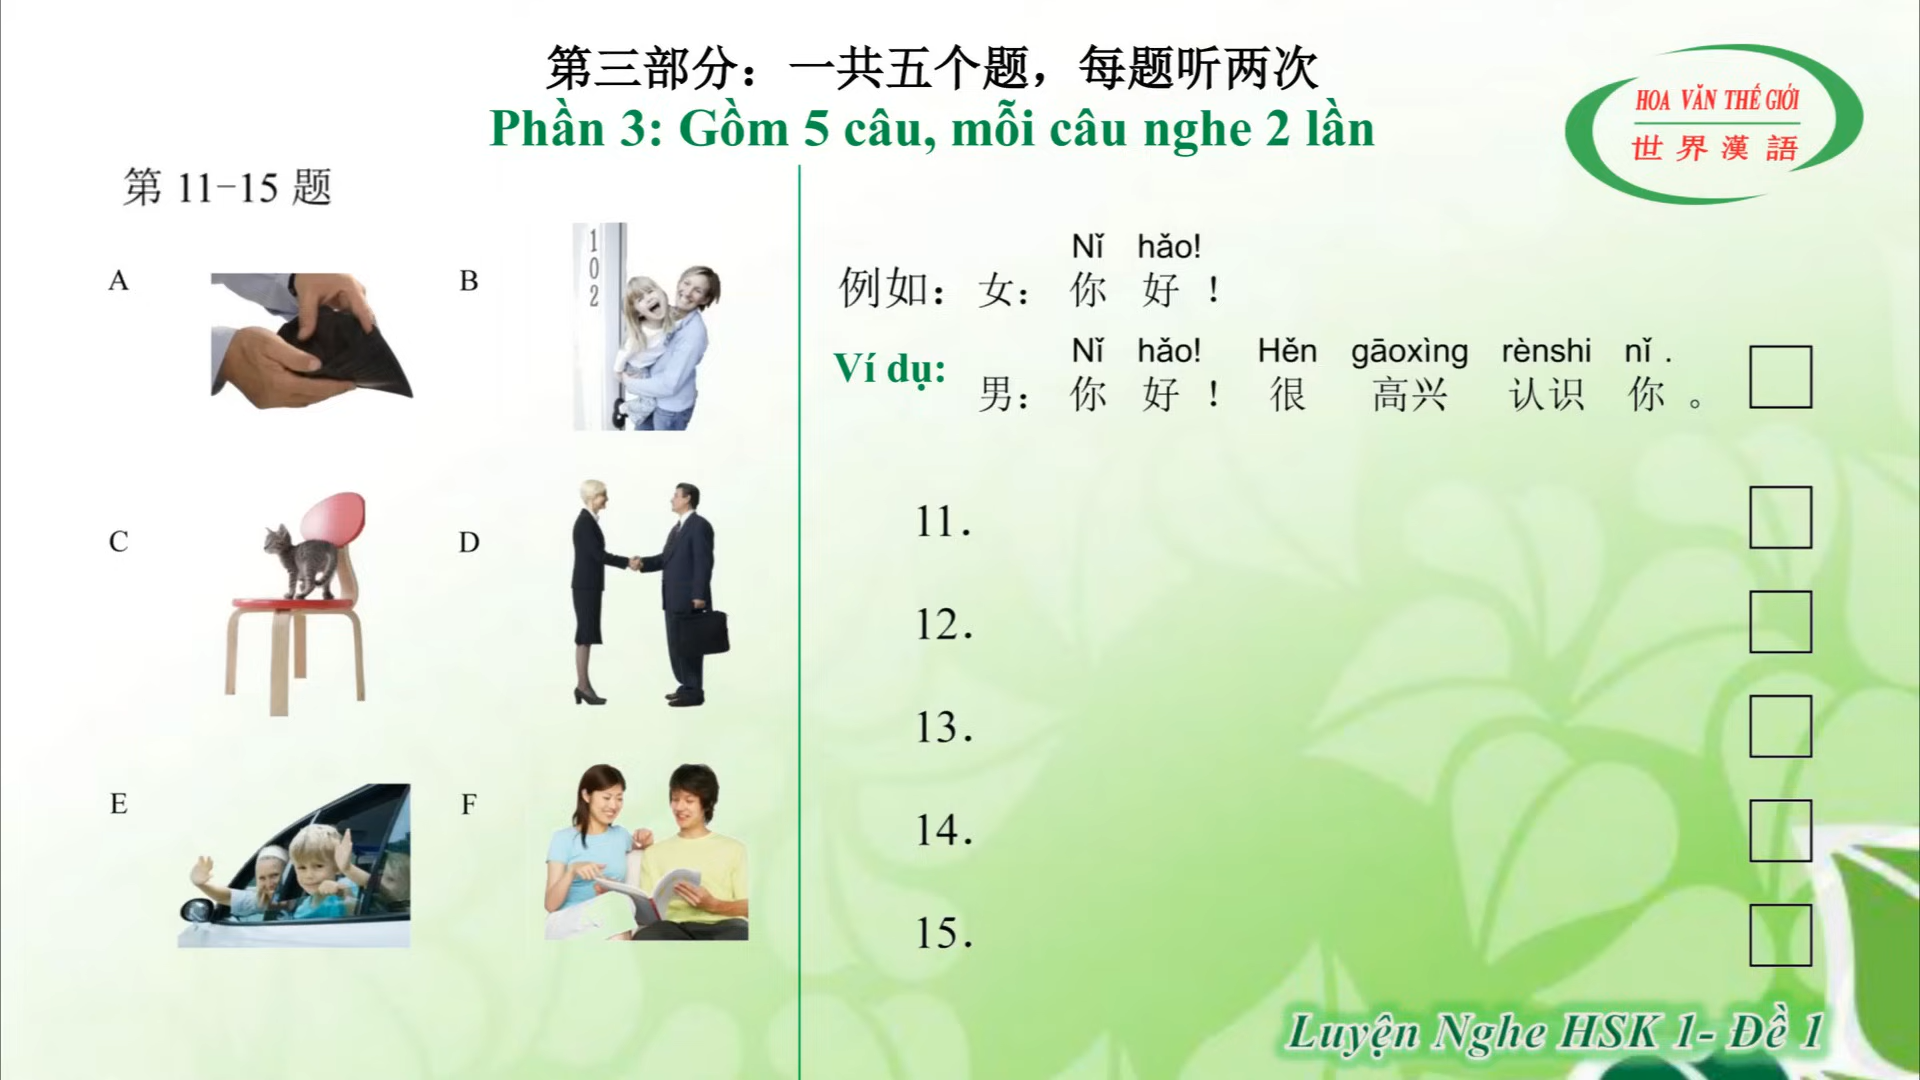 第三部分：一共五个题，每题听两次
Phần 3: Gồm 5 câu, mỗi câu nghe 2 lần
HOA VĂN THẾ GIỚI
世界漢語
第 11-15 题
A
B
102
C
D
E
F
Nǐ hǎo!
例如：女：你好！
Ví dụ:
Nǐ hǎo! Hěn gāoxìng rènshi nǐ .
男：你好！很高兴认识你。
11.
12.
13.
14.
15.
Luyện Nghe HSK 1- Đề 1